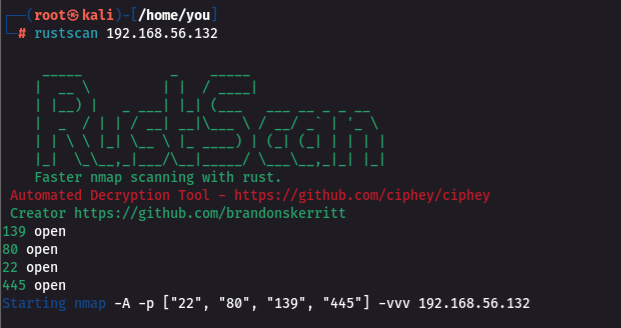 (root㉿kali)-[/home/you]
# rustscan 192.168.56.132
RustScan
Faster nmap scanning with rust.
Automated Decryption Tool - https://github.com/ciphey/ciphey
Creator https://github.com/brandonskerritt
139 open
80 open
22 open
445 open
Starting nmap -A -p ["22", "80", "139", "445"] -vvv 192.168.56.132